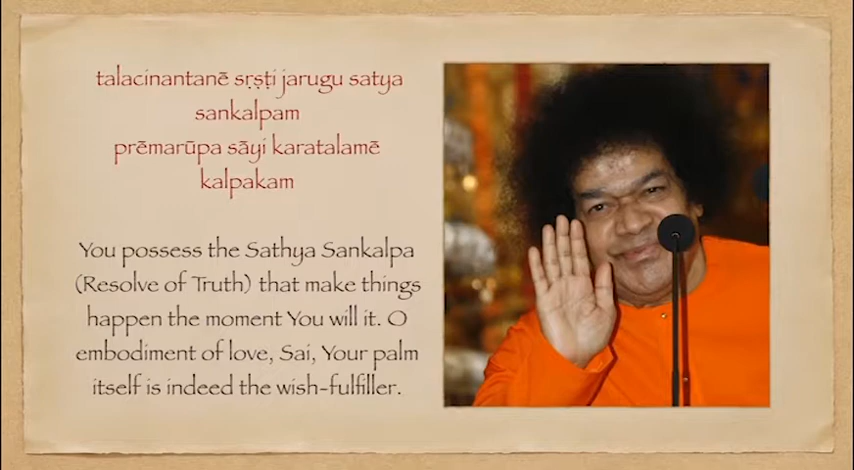 talacinantanē sṛṣṭi jarugu satya
sankalpam
prēmarūpa sāyi karatalamē
kalpakam
You possess the Sathya Sankalpa
(Resolve of Truth) that make things
happen the moment You will it. O
embodiment of love, Sai, Your palm
itself is indeed the wish-fulfiller.